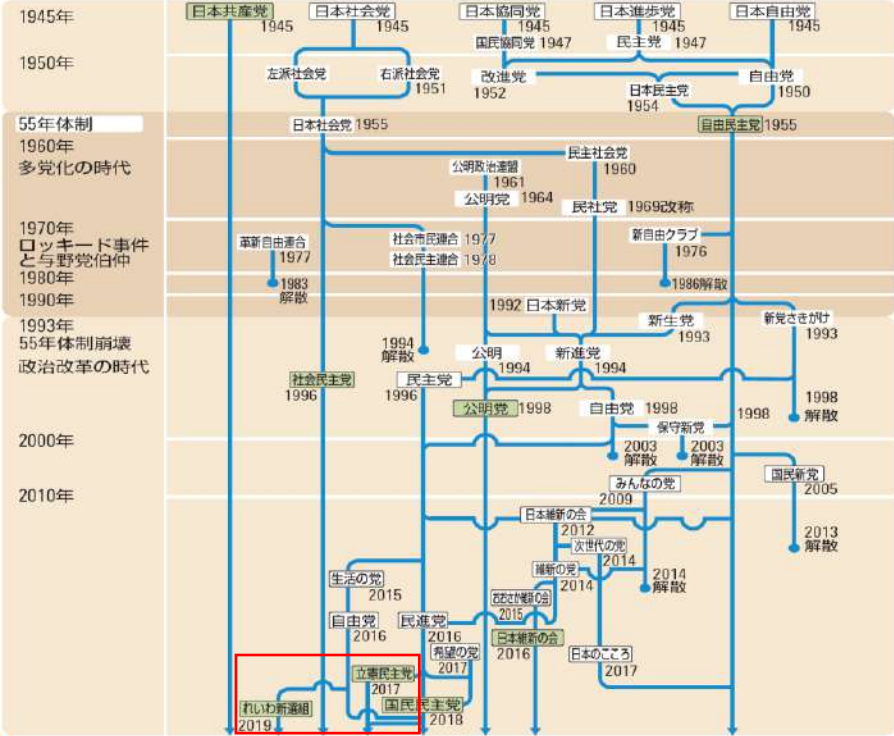 1945年
日本共産党
1945
日本社会党
1945
日本協同党
1945
日本進歩党
1945
日本自由党
1945
国民協同党 1947
民主党
1947
1950年
左派社会党
右派社会党
1951
改進党
1952
日本民主党
1954
自由党
1950
55年体制
日本社会党 1955
自由民主党 1955
1960年
多党化の時代
民主社会党
1960
公明政治連盟
1961
公明党 1964
民社党 1969改称
1970年
ロッキード事件
と与野党伯仲
革新自由連合
1977
社会市民連合 1977
社会民主連合 1978
新自由クラブ
1976
1980年
1983
解散
1986解散
1990年
1992 日本新党
新生党
1993
新党さきがけ
1993
1993年
55年体制崩壊
政治改革の時代
1994
解散
公明
1994
新進党
1994
社会民主党
1996
民主党
1996
公明党 1998
自由党 1998
保守新党
1998
1998
解散
2000年
2003
解散
2003
解散
みんなの党
2009
国民新党
2005
2010年
日本維新の会
2012
次世代の党
2014
2013
解散
維新の党
2014
2014
解散
生活の党
2015
おおさか維新の会
2015
自由党
2016
民進党
2016
日本維新の会
2016
希望の党
2017
日本のこころ
2017
立憲民主党
2017
国民民主党
2018
れいわ新選組
2019